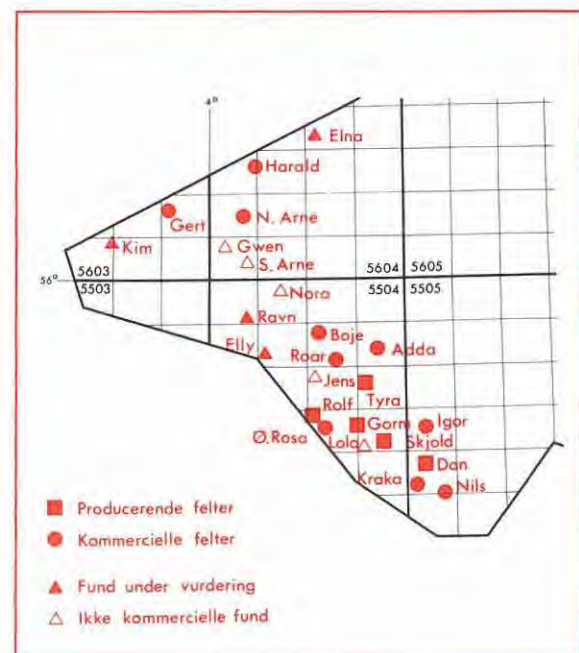 4°
Elna
Harald
N. Arne
Gert
Gwen
Kim
S. Arne
5603
5604
5605
56°
5503
5504
5505
Nora
Ravn
Boje
Elly
Roar
Adda
Jens
Tyra
Rolf
Gorm
Igor
Ø. Rosa
Lola
Skjold
Dan
Kraka
Nils
Producerende felter
Kommercielle felter
Fund under vurdering
Ikke kommercielle fund